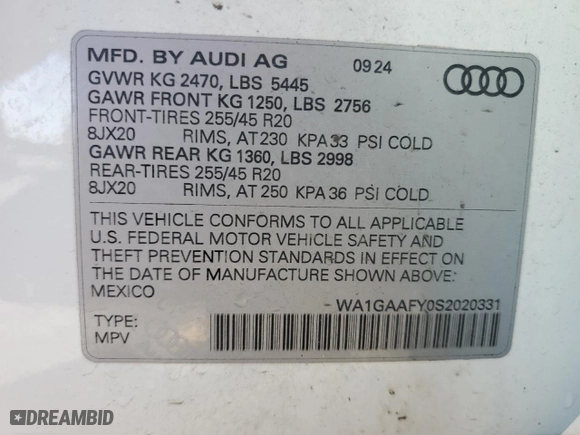 MFD. BY AUDI AG 09 24
GVWR KG 2470, LBS 5445
GAWR FRONT KG 1250, LBS 2756
FRONT-TIRES 255/45 R20
8JX20 RIMS, AT 230 KPA 33 PSI COLD
GAWR REAR KG 1360, LBS 2998
REAR-TIRES 255/45 R20
8JX20 RIMS, AT 250 KPA 36 PSI COLD
THIS VEHICLE CONFORMS TO ALL APPLICABLE
U.S. FEDERAL MOTOR VEHICLE SAFETY AND
THEFT PREVENTION STANDARDS IN EFFECT ON
THE DATE OF MANUFACTURE SHOWN ABOVE:
MEXICO
WA1GAAFY0S2020331
TYPE:
MPV
DREAMBID